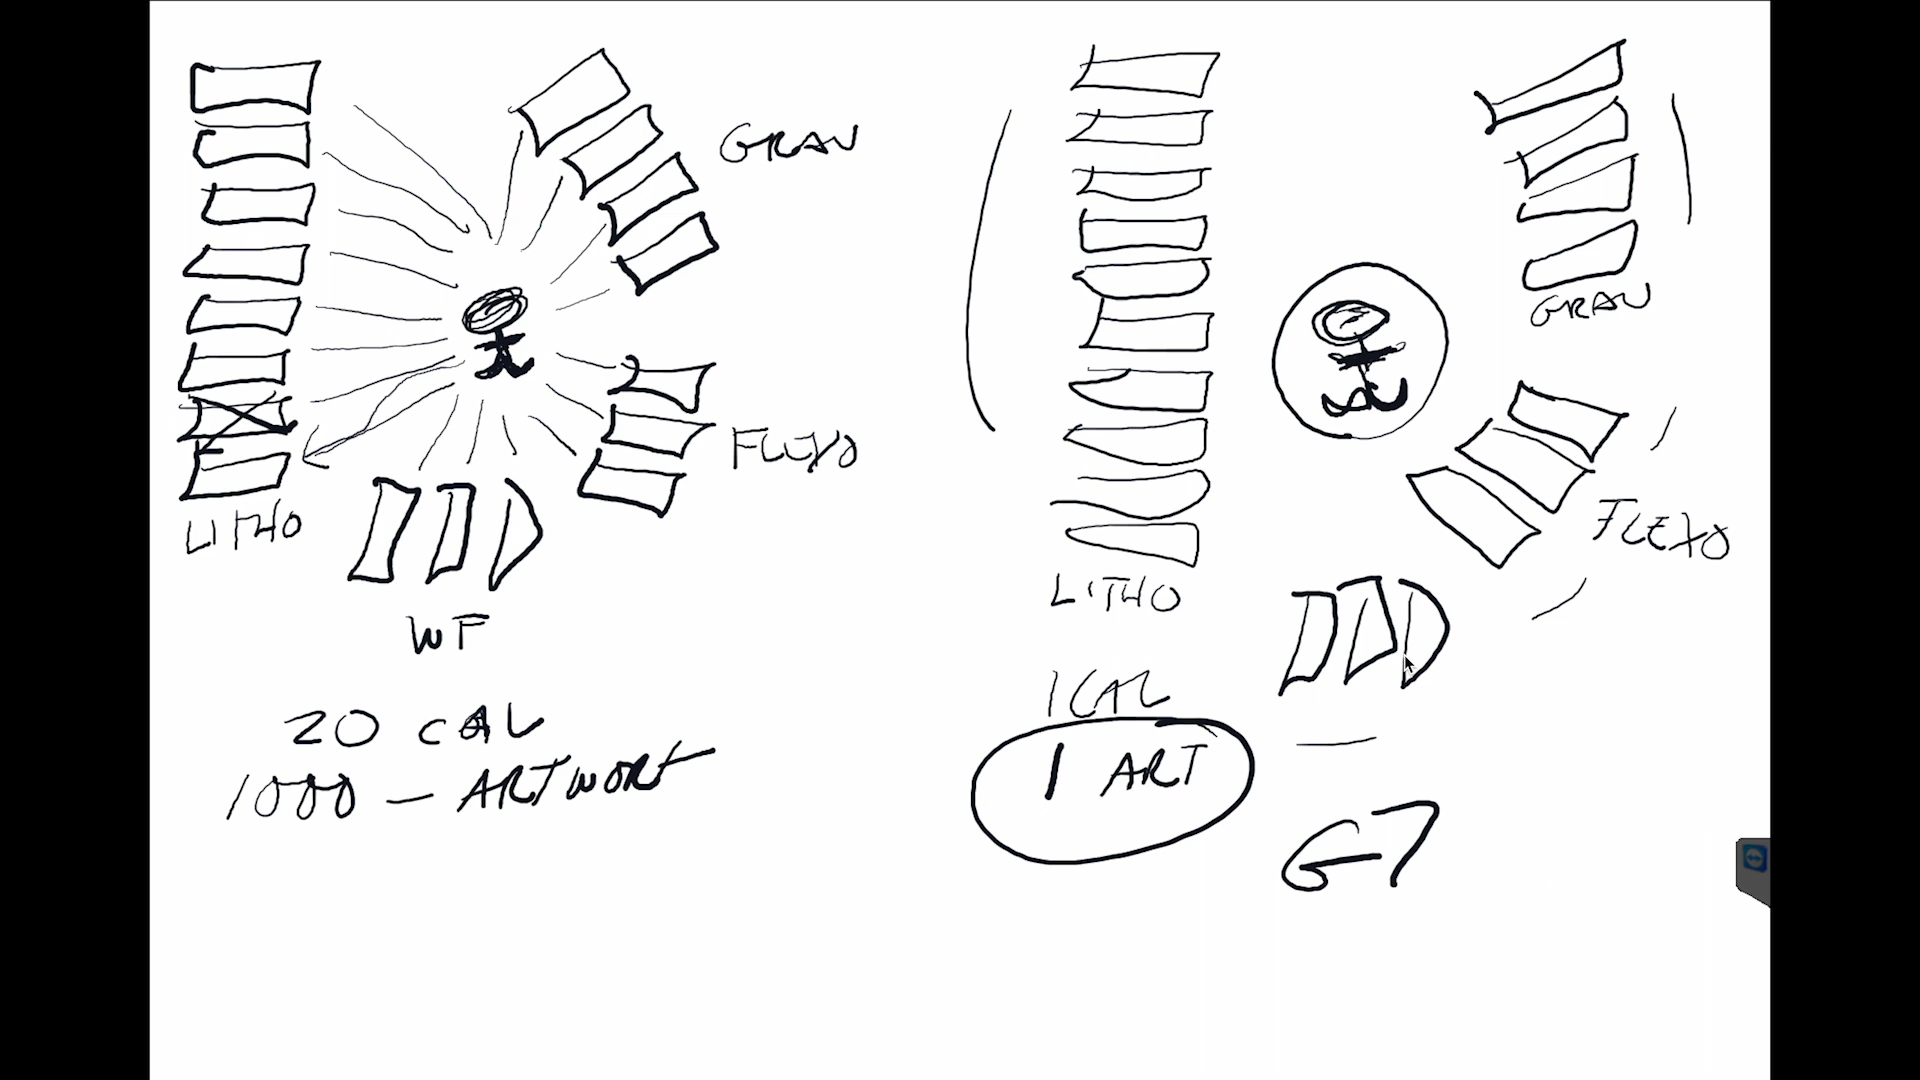 GRAV
FLEXO
LITHO
WF
20 CAL
1000 - ARTWORK
GRAV
FLEXO
LITHO
1 CAL
1 ART
G7